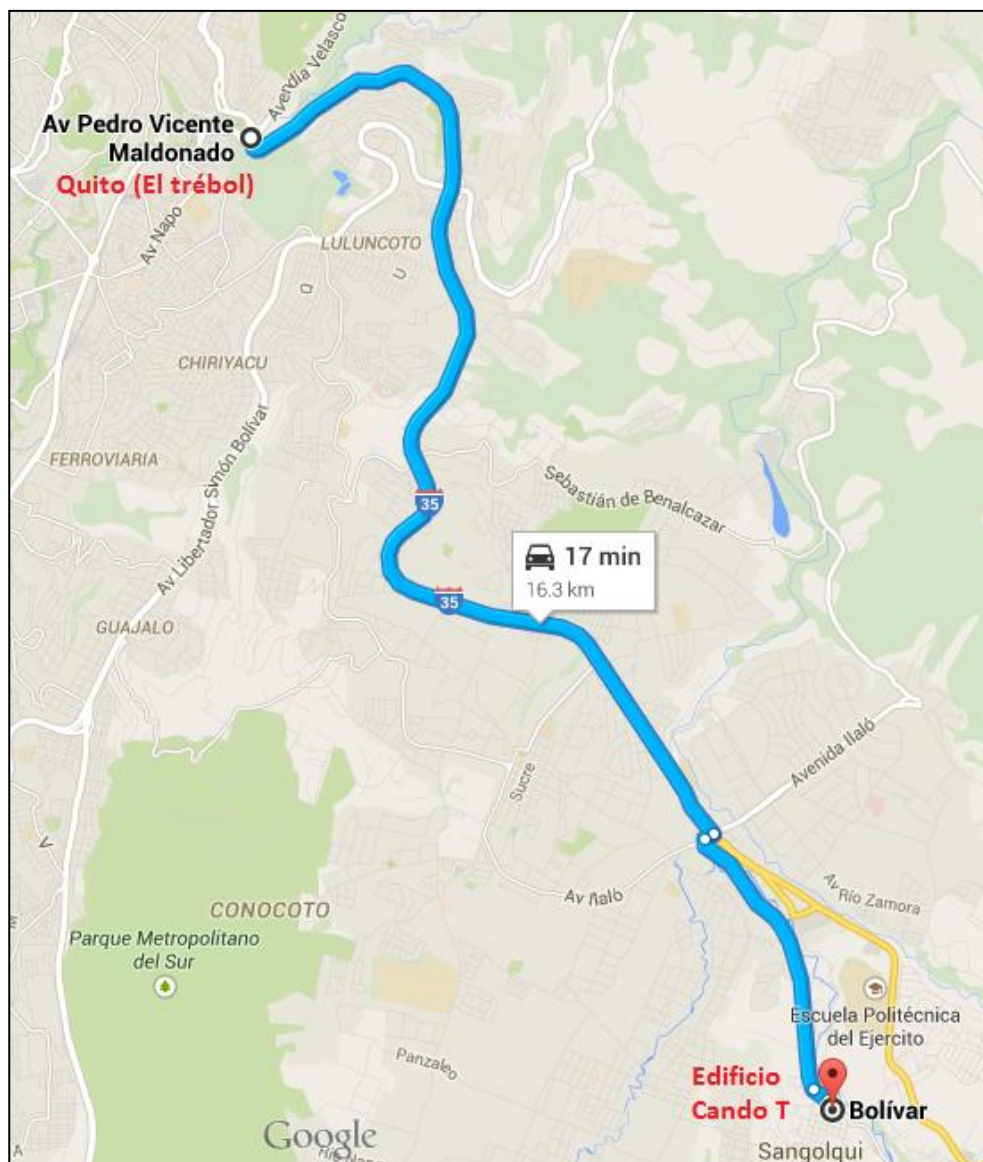 Avendia Velasco
Av Pedro Vicente
Maldonado
Quito (El trébol)
Av Napo
LULUNCOTO
Q
U
CHIRIYACU
Av Libertador Simón Bolívar
FERROVIARIA
35
Sebastián de Benalcazar
17 min
16.3 km
35
GUAJALO
Avenida Ilaló
Sucre
V
Av Ilaló
Av Río Zamora
CONOCOTO
Parque Metropolitano
del Sur
Escuela Politécnica
del Ejercito
Panzaleo
Edificio
Cando T
Bolívar
Google
Sangolqui
A